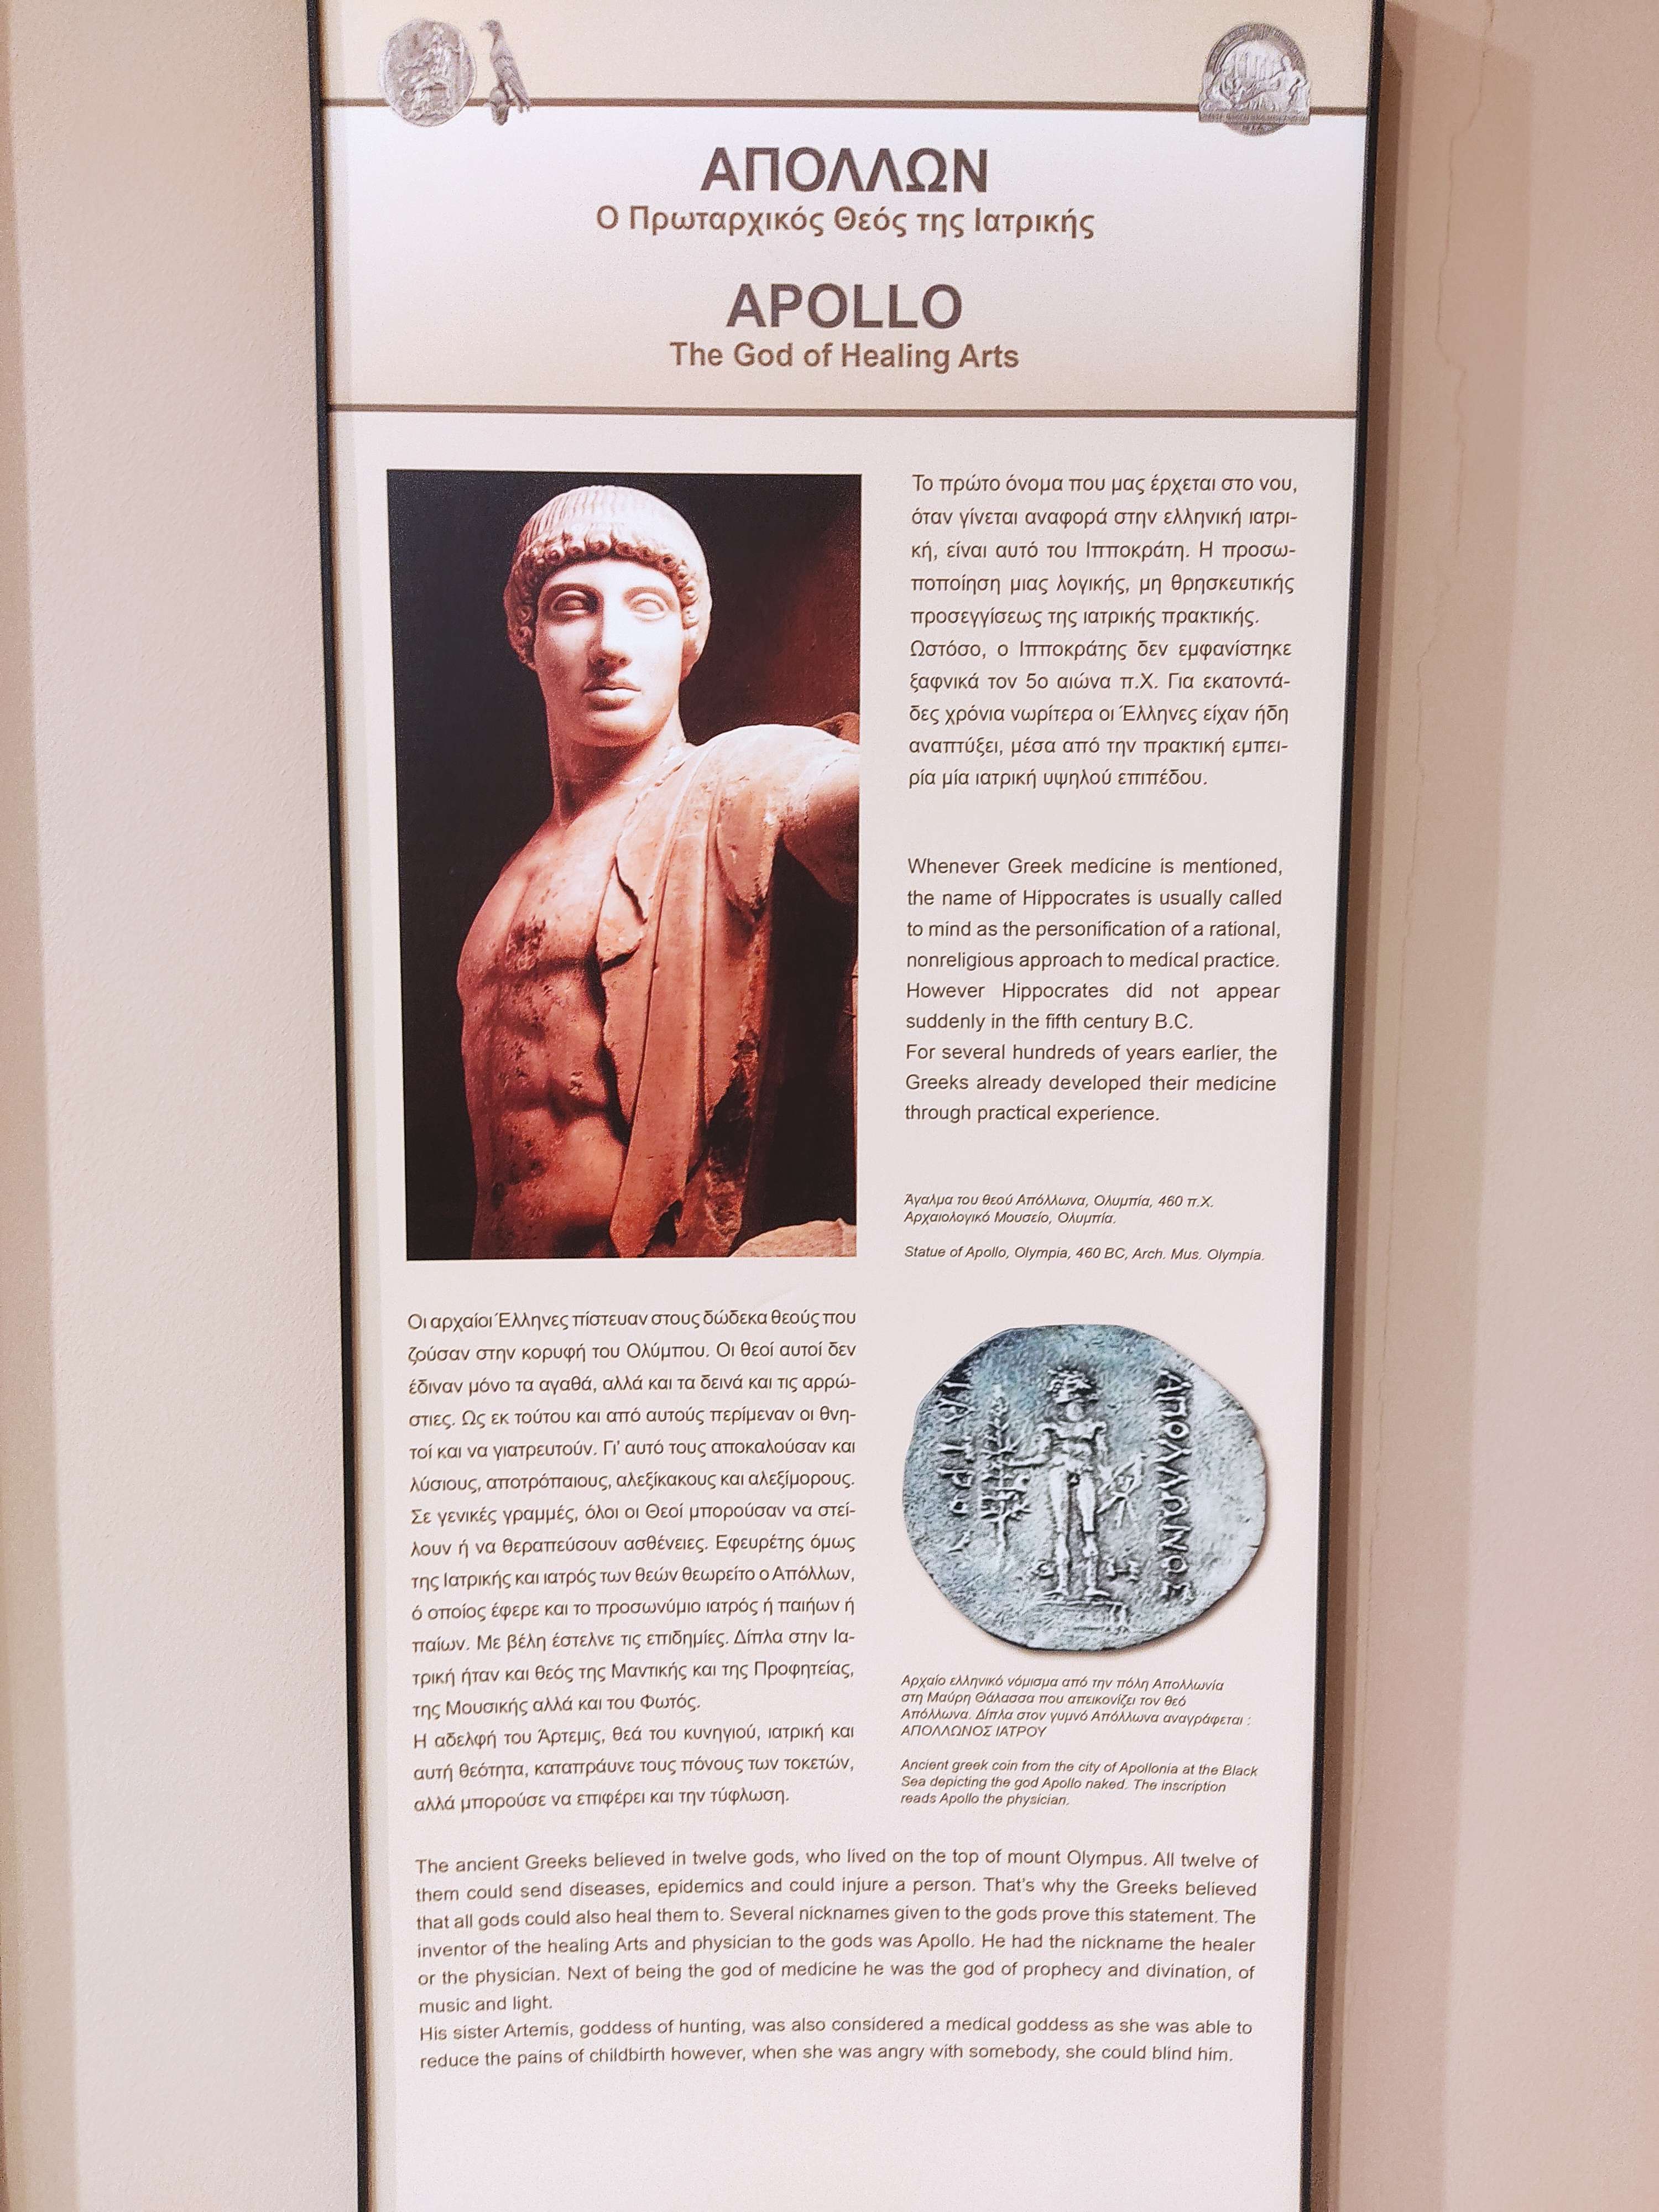 ΑΠΟΛΛΩΝ
Ο Πρωταρχικός Θεός της Ιατρικής
APOLLO
The God of Healing Arts
Το πρώτο όνομα που μας έρχεται στο νου,
όταν γίνεται αναφορά στην ελληνική ιατρι-
κή, είναι αυτό του Ιπποκράτη. Η προσω-
ποποίηση μιας λογικής, μη θρησκευτικής
προσεγγίσεως της ιατρικής πρακτικής.
Ωστόσο, ο Ιπποκράτης δεν εμφανίστηκε
ξαφνικά τον 5ο αιώνα π.Χ. Για εκατοντά-
δες χρόνια νωρίτερα οι Έλληνες είχαν ήδη
αναπτύξει, μέσα από την πρακτική εμπει-
ρία μία ιατρική υψηλού επιπέδου.
Whenever Greek medicine is mentioned,
the name of Hippocrates is usually called
to mind as the personification of a rational,
nonreligious approach to medical practice.
However Hippocrates did not appear
suddenly in the fifth century B.C.
For several hundreds of years earlier, the
Greeks already developed their medicine
through practical experience.
Άγαλμα του θεού Απόλλωνα, Ολυμπία, 460 π.Χ.
Αρχαιολογικό Μουσείο, Ολυμπία.
Statue of Apollo, Olympia, 460 BC, Arch. Mus. Olympia.
Οι αρχαίοι Έλληνες πίστευαν στους δώδεκα θεούς που
ζούσαν στην κορυφή του Ολύμπου. Οι θεοί αυτοί δεν
έδιναν μόνο τα αγαθά, αλλά και τα δεινά και τις αρρώ-
στιες. Ως εκ τούτου και από αυτούς περίμεναν οι θνη-
τοί και να γιατρευτούν. Γι' αυτό τους αποκαλούσαν και
λύσιους, αποτρόπαιους, αλεξίκακους και αλεξίμορους.
Σε γενικές γραμμές, όλοι οι Θεοί μπορούσαν να στεί-
λουν ή να θεραπεύσουν ασθένειες. Εφευρέτης όμως
της Ιατρικής και ιατρός των θεών θεωρείτο ο Απόλλων,
ό οποίος έφερε και το προσωνύμιο ιατρός ή παιήων ή
παίων. Με βέλη έστελνε τις επιδημίες. Δίπλα στην Ια-
τρική ήταν και θεός της Μαντικής και της Προφητείας,
της Μουσικής αλλά και του Φωτός.
Η αδελφή του Άρτεμις, θεά του κυνηγιού, ιατρική και
αυτή θεότητα, καταπράυνε τους πόνους των τοκετών,
αλλά μπορούσε να επιφέρει και την τύφλωση.
ΑΠΟΛΛΩΝΟΣ
Αρχαίο ελληνικό νόμισμα από την πόλη Απολλωνία
στη Μαύρη Θάλασσα που απεικονίζει τον θεό
Απόλλωνα. Δίπλα στον γυμνό Απόλλωνα αναγράφεται :
ΑΠΟΛΛΩΝΟΣ ΙΑΤΡΟΥ
Ancient greek coin from the city of Apollonia at the Black
Sea depicting the god Apollo naked. The inscription
reads Apollo the physician.
The ancient Greeks believed in twelve gods, who lived on the top of mount Olympus. All twelve of
them could send diseases, epidemics and could injure a person. That's why the Greeks believed
that all gods could also heal them to. Several nicknames given to the gods prove this statement. The
inventor of the healing Arts and physician to the gods was Apollo. He had the nickname the healer
or the physician. Next of being the god of medicine he was the god of prophecy and divination, of
music and light.
His sister Artemis, goddess of hunting, was also considered a medical goddess as she was able to
reduce the pains of childbirth however, when she was angry with somebody, she could blind him.